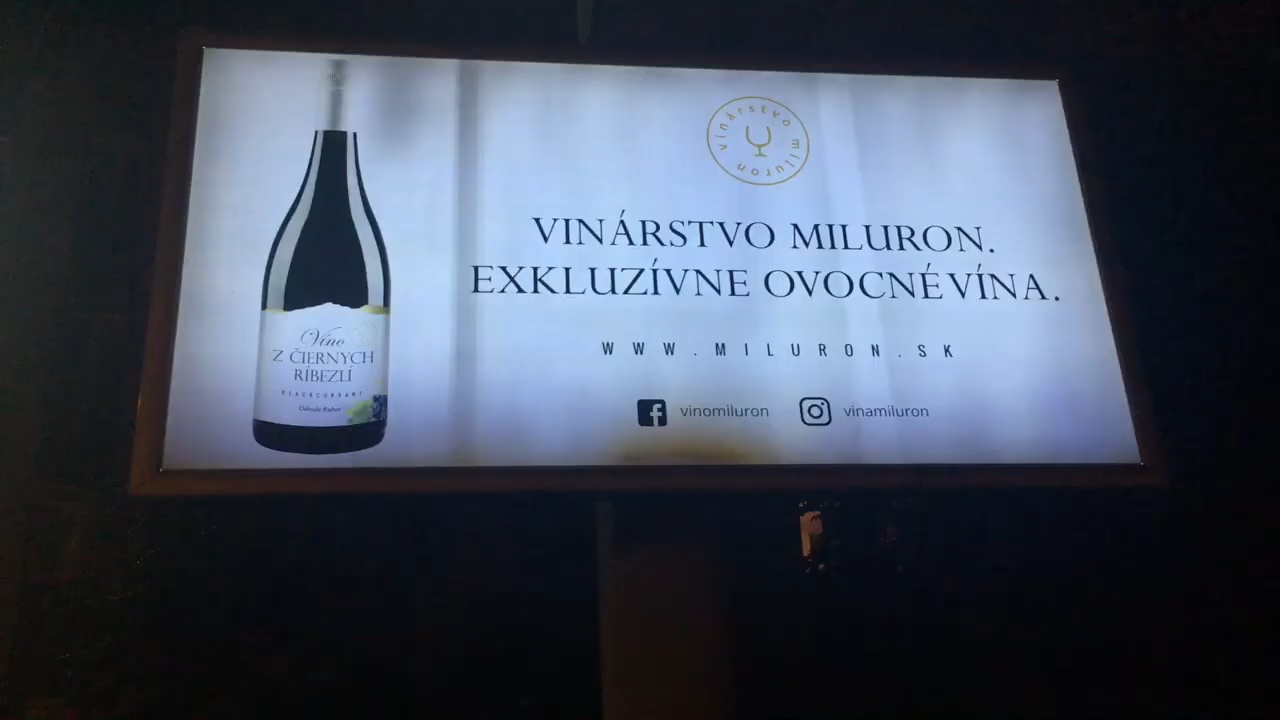 vinárstvo miluron
VINÁRSTVO MILURON.
EXKLUZÍVNE OVOCNÉ VÍNA.
WWW.MILURON.SK
vinomiluron
vinamiluron
Víno
Z ČIERNYCH
RÍBEZLÍ
BLACKCURRANT